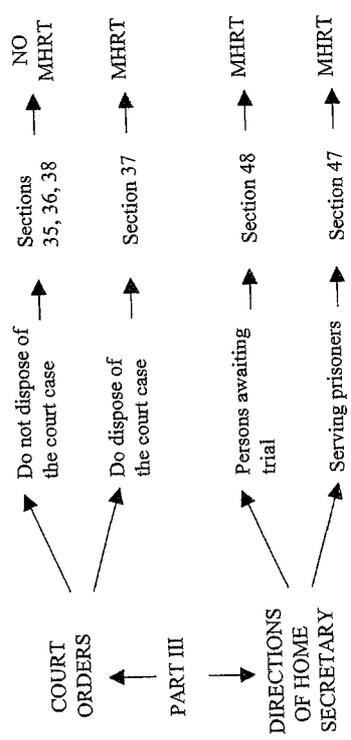 COURT
ORDERS
Do not dispose of
the court case
Sections
35, 36, 38
NO
MHRT
Do dispose of
the court case
Section 37
MHRT
PART III
DIRECTIONS
OF HOME
SECRETARY
Persons awaiting
trial
Section 48
MHRT
Serving prisoners
Section 47
MHRT